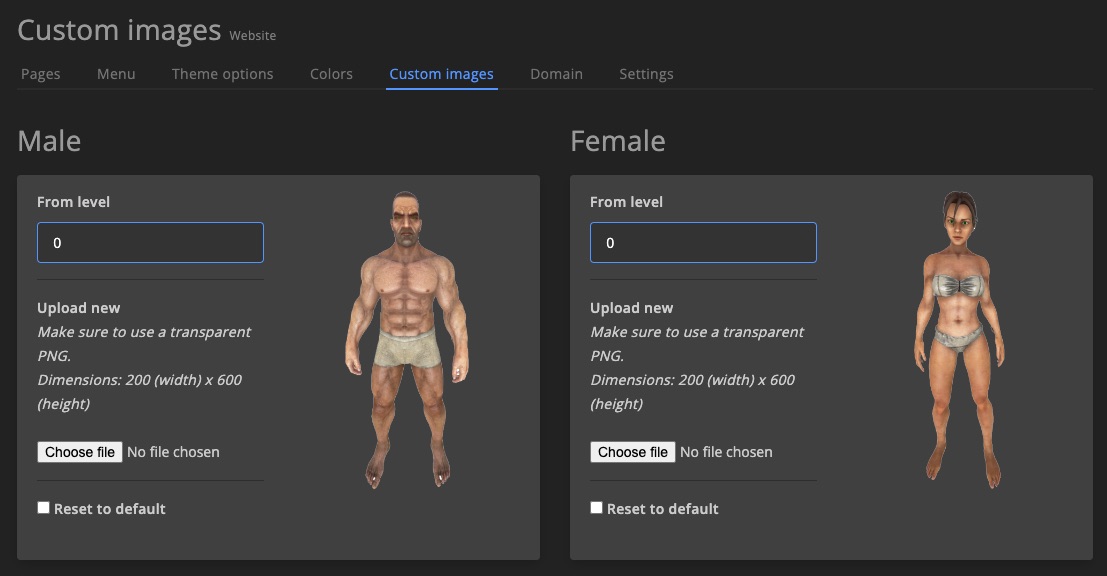 Custom images Website
Pages Menu Theme options Colors Custom images Domain Settings
Male
From level
0
Upload new
Make sure to use a transparent
PNG.
Dimensions: 200 (width) x 600
(height)
Choose file No file chosen
Reset to default
Female
From level
0
Upload new
Make sure to use a transparent
PNG.
Dimensions: 200 (width) x 600
(height)
Choose file No file chosen
Reset to default